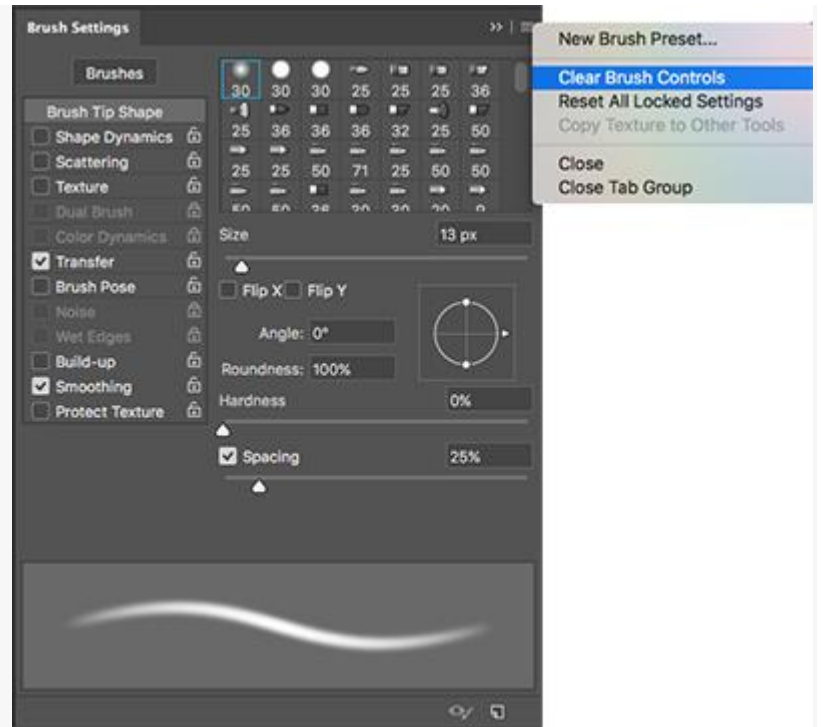 Brush Settings
Brushes
Brush Tip Shape
Shape Dynamics
Scattering
Texture
Dual Brush
Color Dynamics
Transfer
Brush Pose
Noise
Wet Edges
Build-up
Smoothing
Protect Texture
30 30 30 25 25 25 36
25 36 36 36 32 25 50
25 25 50 71 25 50 50
Size 13 px
Flip X Flip Y
Angle: 0°
Roundness: 100%
Hardness 0%
Spacing 25%
New Brush Preset...
Clear Brush Controls
Reset All Locked Settings
Copy Texture to Other Tools
Close
Close Tab Group